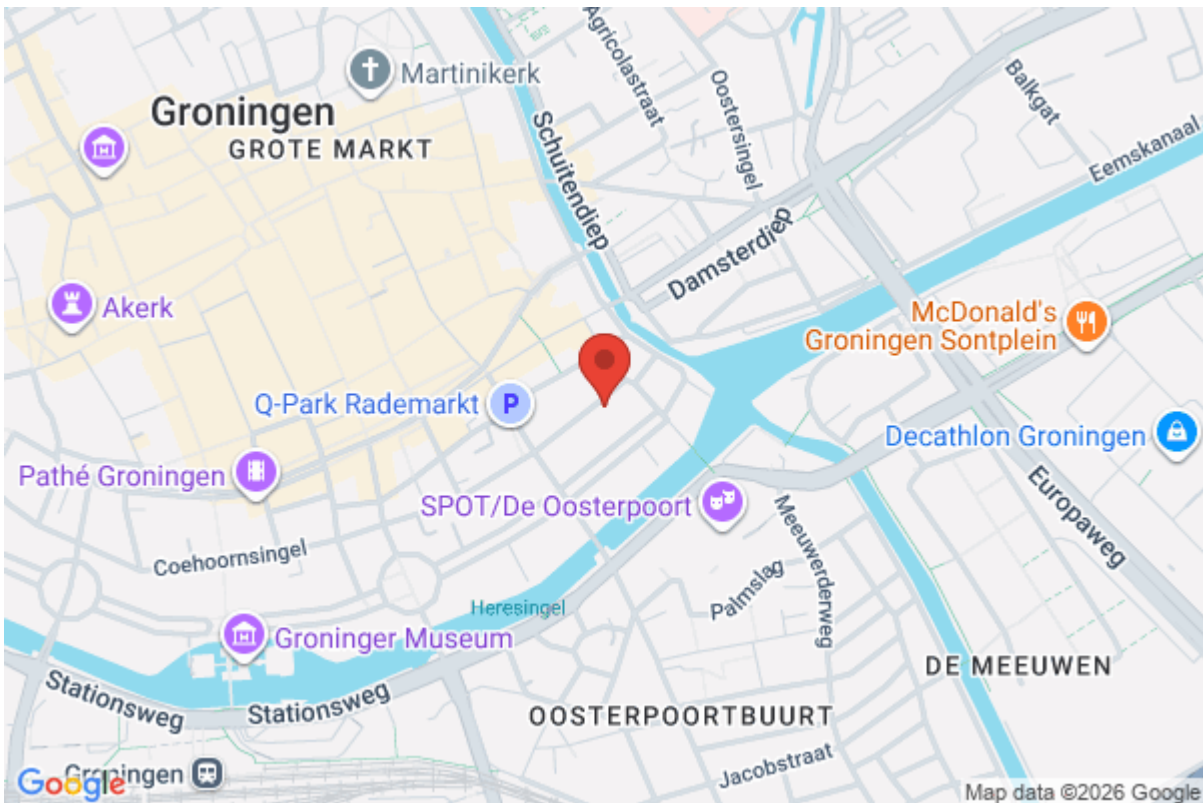 Martinikerk
Groningen
GROTE MARKT
Agricolastraat
Oostersingel
Balkgat
Eemskanaal
Schuitendiep
Damsterdiep
Akerk
McDonald's
Groningen Sontplein
Q-Park Rademarkt
P
Decathlon Groningen
Pathé Groningen
SPOT/De Oosterpoort
Meeuwerderweg
Europaweg
Coehoornsingel
Palmslag
Heresingel
Groninger Museum
DE MEEUWEN
Stationsweg
Stationsweg
OOSTERPOORTBUURT
Jacobstraat
Groningen
Google
Map data ©2026 Google